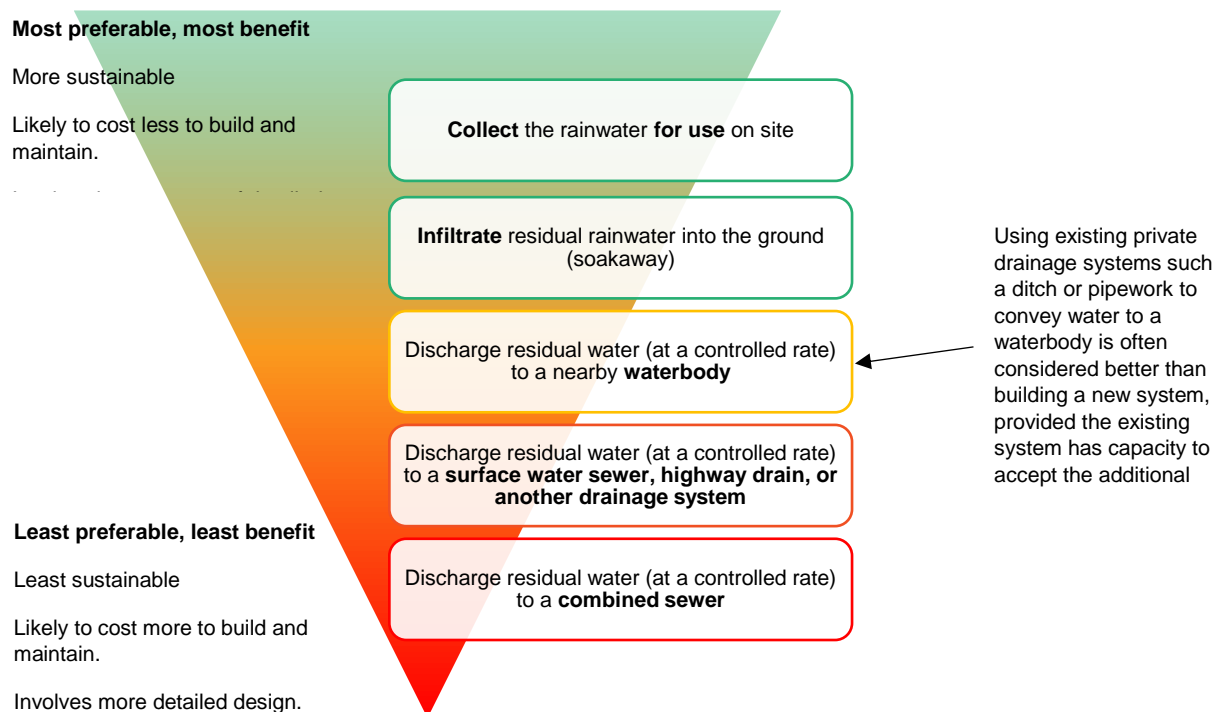 Most preferable, most benefit
More sustainable
Likely to cost less to build and
maintain.
Collect the rainwater for use on site
Infiltrate residual rainwater into the ground
(soakaway)
Discharge residual water (at a controlled rate)
to a nearby waterbody
Using existing private
drainage systems such
a ditch or pipework to
convey water to a
waterbody is often
considered better than
building a new system,
provided the existing
system has capacity to
accept the additional
Discharge residual water (at a controlled rate)
to a surface water sewer, highway drain, or
another drainage system
Least preferable, least benefit
Least sustainable
Likely to cost more to build and
maintain.
Involves more detailed design.
Discharge residual water (at a controlled rate)
to a combined sewer